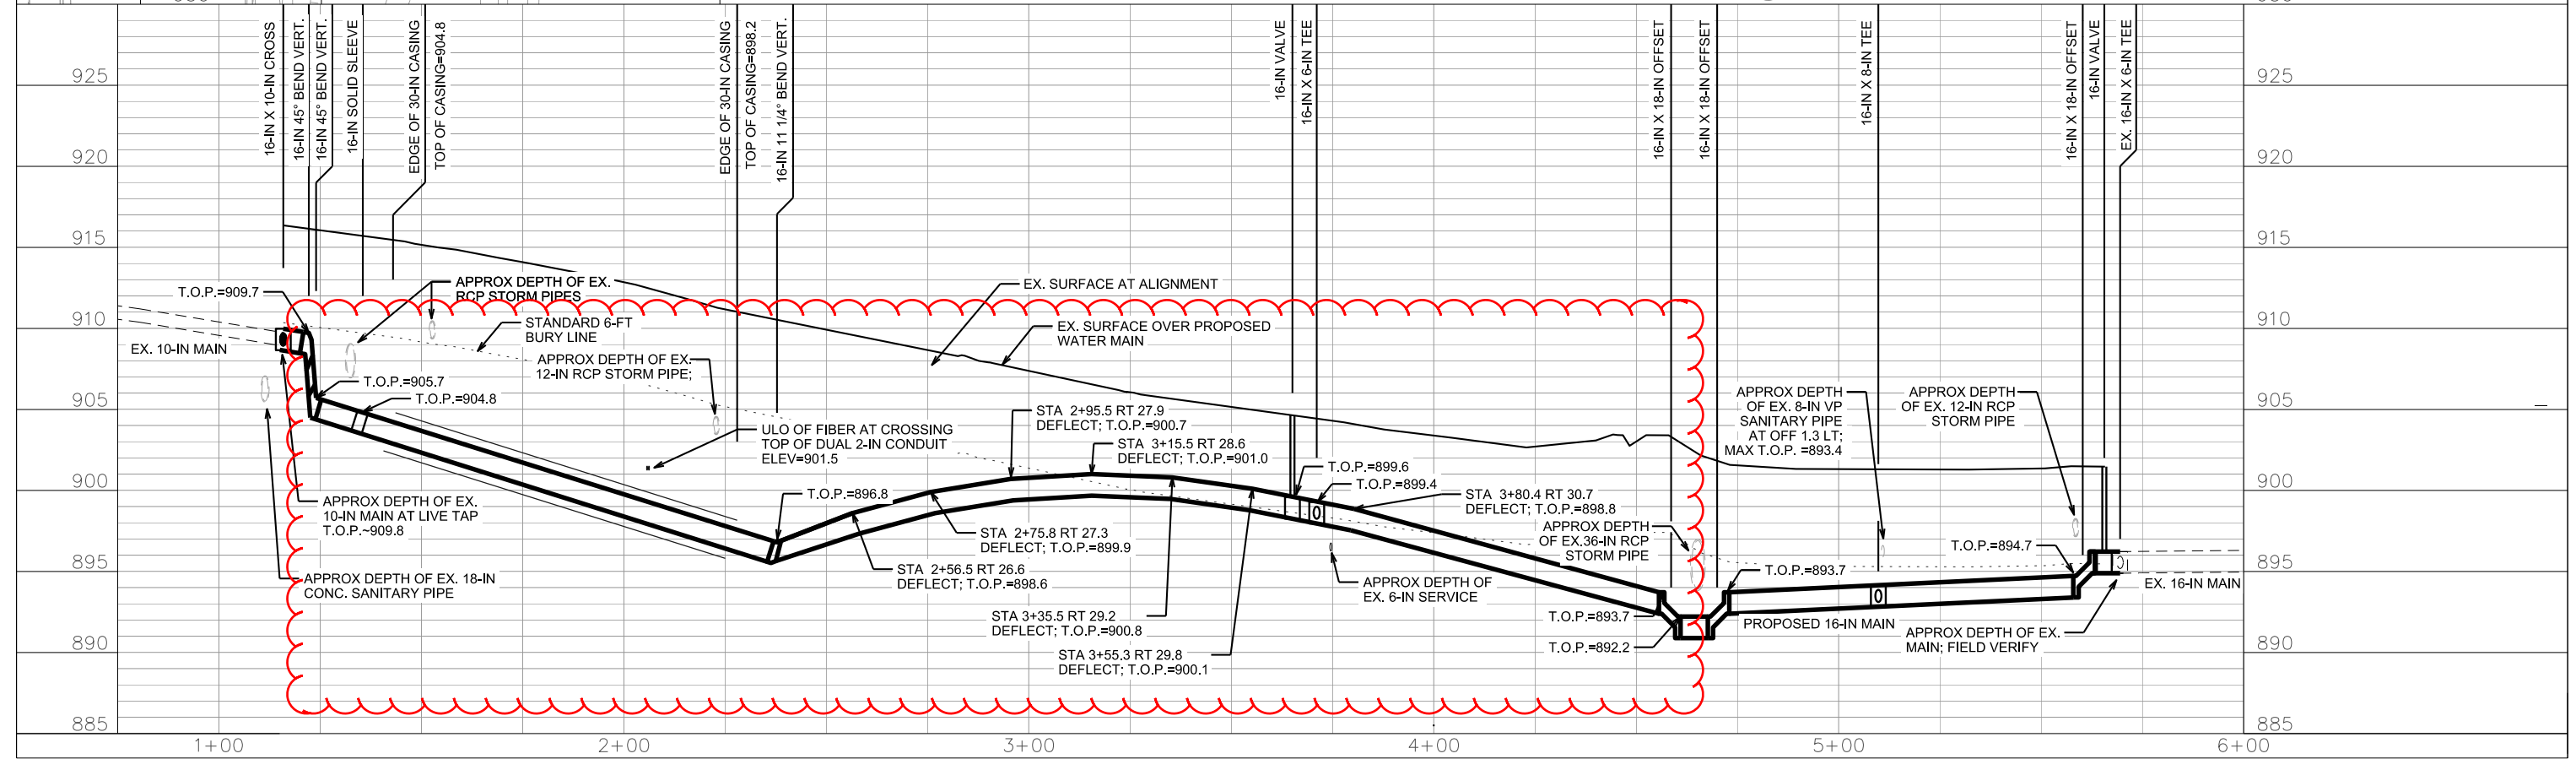 16-IN X 10-IN CROSS
16-IN 45° BEND VERT.
16-IN 45° BEND VERT.
16-IN SOLID SLEEVE
EDGE OF 30-IN CASING
TOP OF CASING=904.8
EDGE OF 30-IN CASING
TOP OF CASING=898.2
16-IN 11 1/4° BEND VERT.
16-IN VALVE
16-IN X 6-IN TEE
16-IN X 18-IN OFFSET
16-IN X 18-IN OFFSET
16-IN X 8-IN TEE
16-IN X 18-IN OFFSET
16-IN VALVE
EX. 16-IN X 6-IN TEE
925
920
915
910
905
900
895
890
885
925
920
915
910
905
900
895
890
885
T.O.P.=909.7
APPROX DEPTH OF EX.
RCP STORM PIPES
EX. SURFACE AT ALIGNMENT
STANDARD 6-FT
BURY LINE
EX. SURFACE OVER PROPOSED
WATER MAIN
EX. 10-IN MAIN
APPROX DEPTH OF EX.
12-IN RCP STORM PIPE;
T.O.P.=905.7
T.O.P.=904.8
STA 2+95.5 RT 27.9
DEFLECT; T.O.P.=900.7
ULO OF FIBER AT CROSSING
TOP OF DUAL 2-IN CONDUIT
ELEV=901.5
STA 3+15.5 RT 28.6
DEFLECT; T.O.P.=901.0
APPROX DEPTH
OF EX. 8-IN VP
SANITARY PIPE
AT OFF 1.3 LT;
MAX T.O.P. =893.4
APPROX DEPTH
OF EX. 12-IN RCP
STORM PIPE
T.O.P.=899.6
T.O.P.=899.4
T.O.P.=896.8
STA 3+80.4 RT 30.7
DEFLECT; T.O.P.=898.8
APPROX DEPTH OF EX.
10-IN MAIN AT LIVE TAP
T.O.P.~909.8
STA 2+75.8 RT 27.3
DEFLECT; T.O.P.=899.9
APPROX DEPTH
OF EX.36-IN RCP
STORM PIPE
T.O.P.=894.7
STA 2+56.5 RT 26.6
DEFLECT; T.O.P.=898.6
T.O.P.=893.7
APPROX DEPTH OF EX. 18-IN
CONC. SANITARY PIPE
APPROX DEPTH OF
EX. 6-IN SERVICE
EX. 16-IN MAIN
STA 3+35.5 RT 29.2
DEFLECT; T.O.P.=900.8
T.O.P.=893.7
PROPOSED 16-IN MAIN
APPROX DEPTH OF EX.
MAIN; FIELD VERIFY
T.O.P.=892.2
STA 3+55.3 RT 29.8
DEFLECT; T.O.P.=900.1
1+00
2+00
3+00
4+00
5+00
6+00